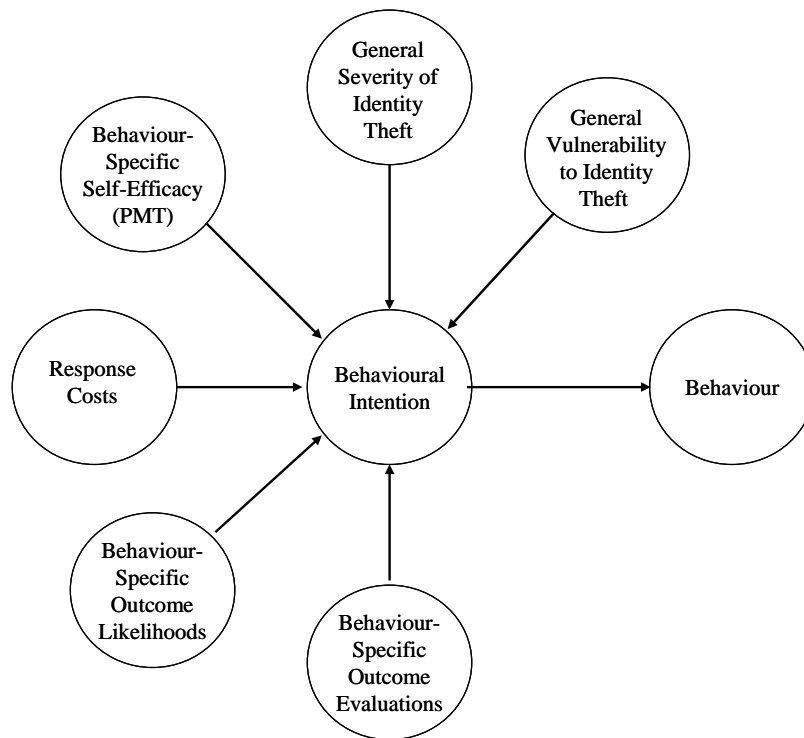 General
Severity of
Identity
Theft
General
Vulnerability
to Identity
Theft
Behaviour-
Specific
Self-Efficacy
(PMT)
Response
Costs
Behavioural
Intention
Behaviour
Behaviour-
Specific
Outcome
Likelihoods
Behaviour-
Specific
Outcome
Evaluations